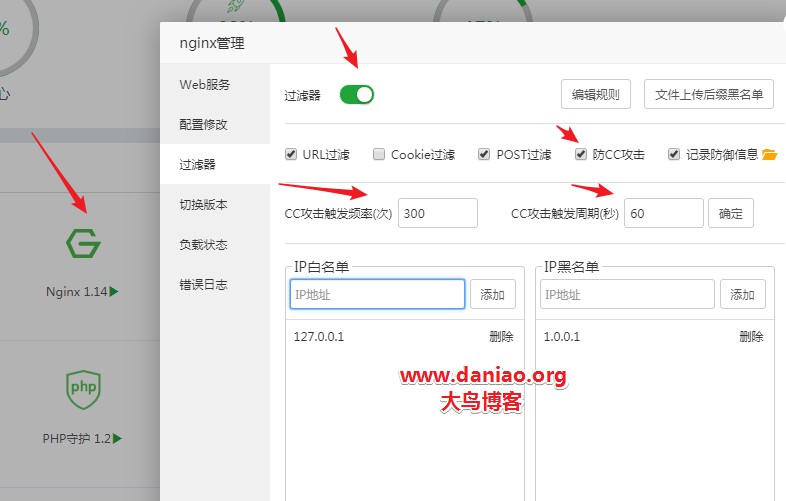 %
心
nginx管理
Web服务
配置修改
过滤器
切换版本
负载状态
错误日志
过滤器
编辑规则
文件上传后缀黑名单
URL过滤 Cookie过滤 POST过滤 防CC攻击 记录防御信息
CC攻击触发频率(次) 300 CC攻击触发周期(秒) 60 确定
IP白名单
IP地址 添加
127.0.0.1 删除
IP黑名单
IP地址 添加
1.0.0.1 删除
Nginx 1.14
php
PHP守护 1.2
www.daniao.org
大鸟博客